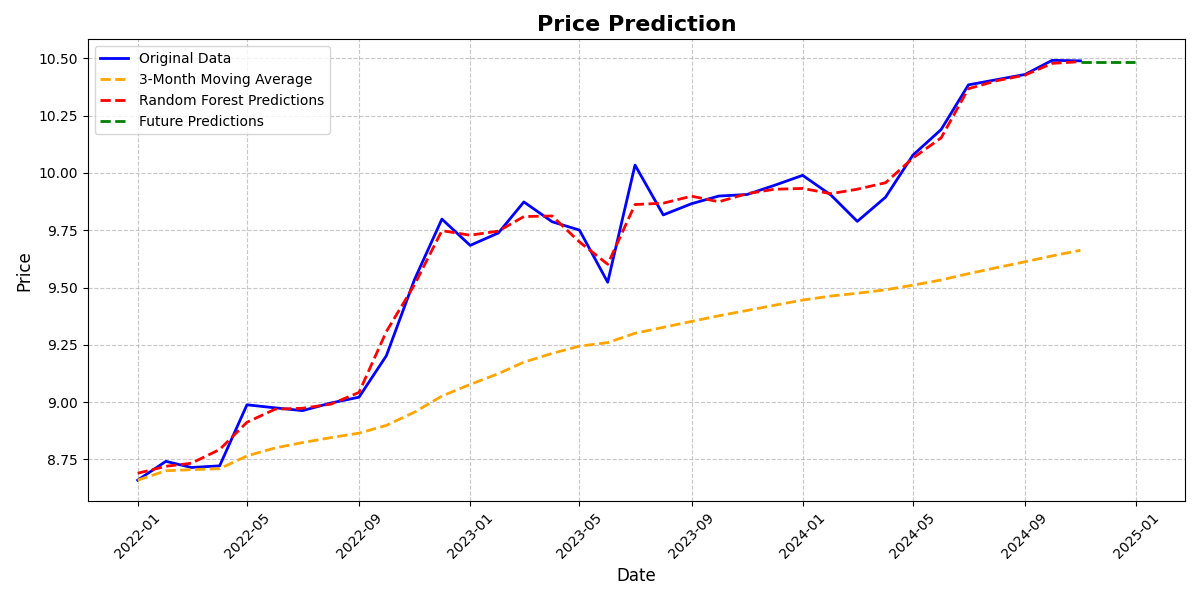 Price Prediction
Original Data
3-Month Moving Average
Random Forest Predictions
Future Predictions
Price
10.50
10.25
10.00
9.75
9.50
9.25
9.00
8.75
2022-01
2022-05
2022-09
2023-01
2023-05
2023-09
2024-01
2024-05
2024-09
2025-01
Date